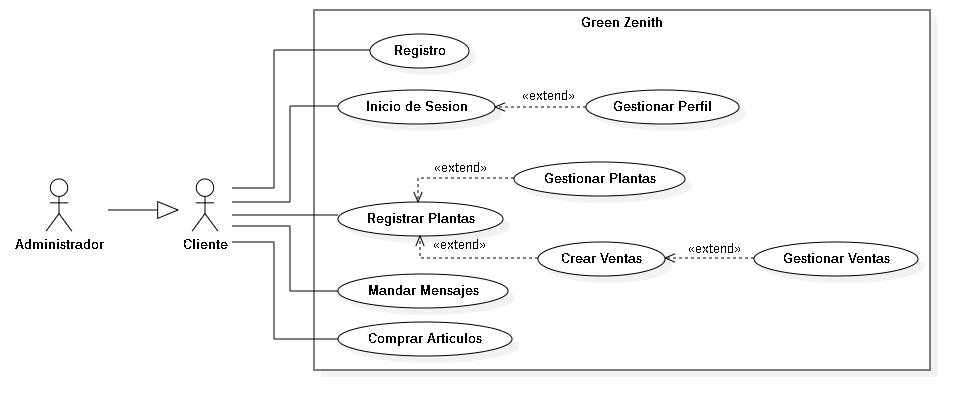 Green Zenith
Registro
Inicio de Sesion
«extend»
Gestionar Perfil
«extend»
Gestionar Plantas
Administrador
Cliente
Registrar Plantas
«extend»
Crear Ventas
«extend»
Gestionar Ventas
Mandar Mensajes
Comprar Articulos